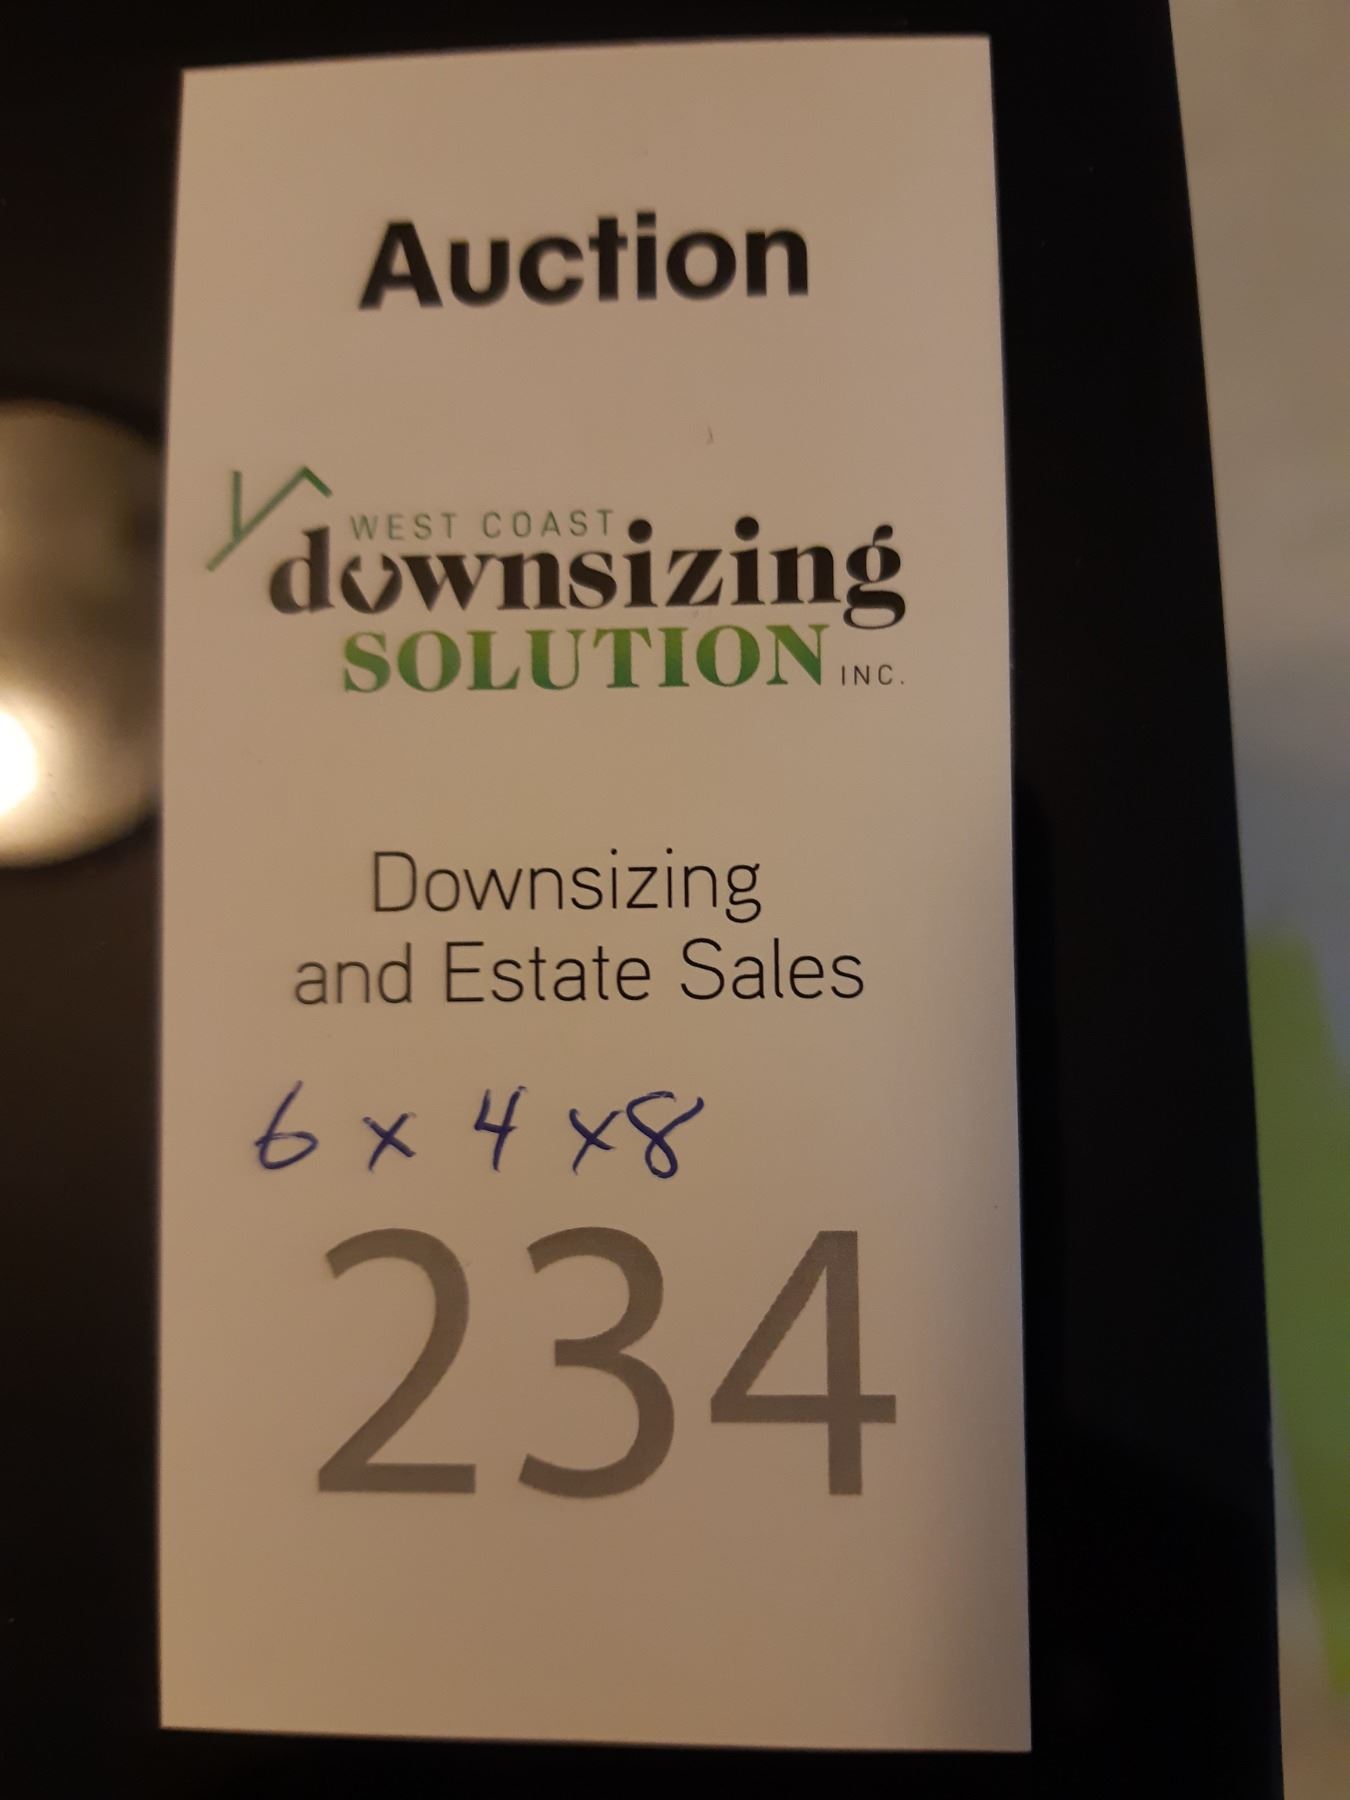 Auction
WEST COAST
downsizing
SOLUTION INC.
Downsizing
and Estate Sales
6 x 4 x 8
234